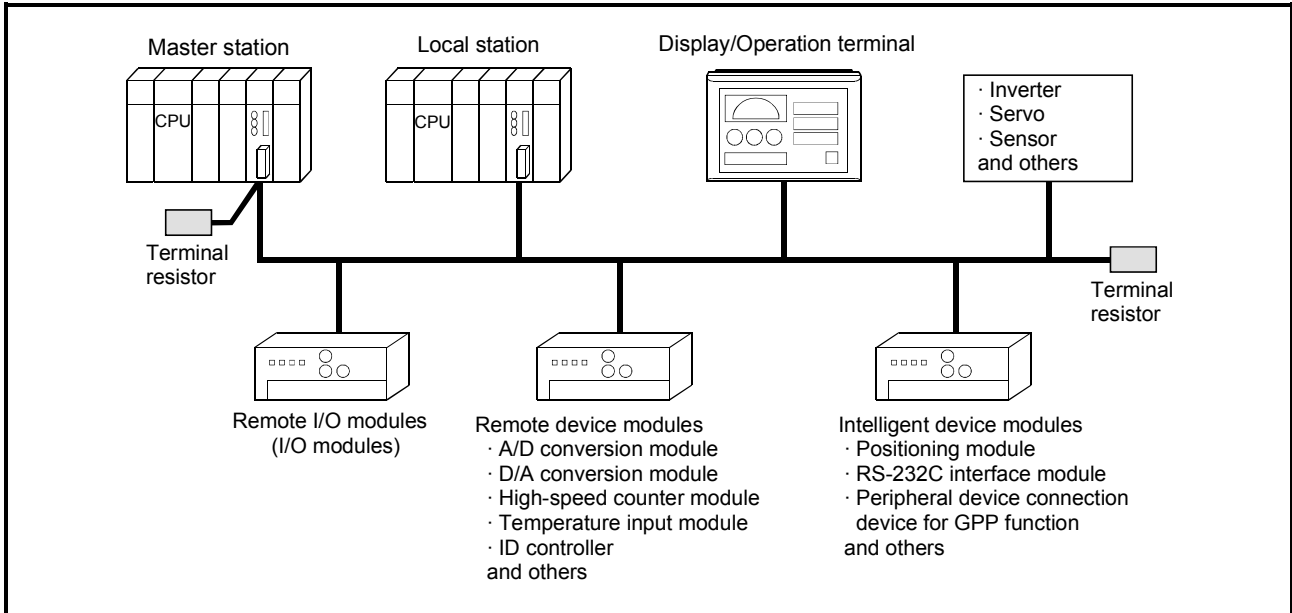 Master station
Local station
Display/Operation terminal
CPU
CPU
· Inverter
· Servo
· Sensor
and others
Terminal
resistor
Terminal
resistor
Remote I/O modules
(I/O modules)
Remote device modules
· A/D conversion module
· D/A conversion module
· High-speed counter module
· Temperature input module
· ID controller
and others
Intelligent device modules
· Positioning module
· RS-232C interface module
· Peripheral device connection
device for GPP function
and others